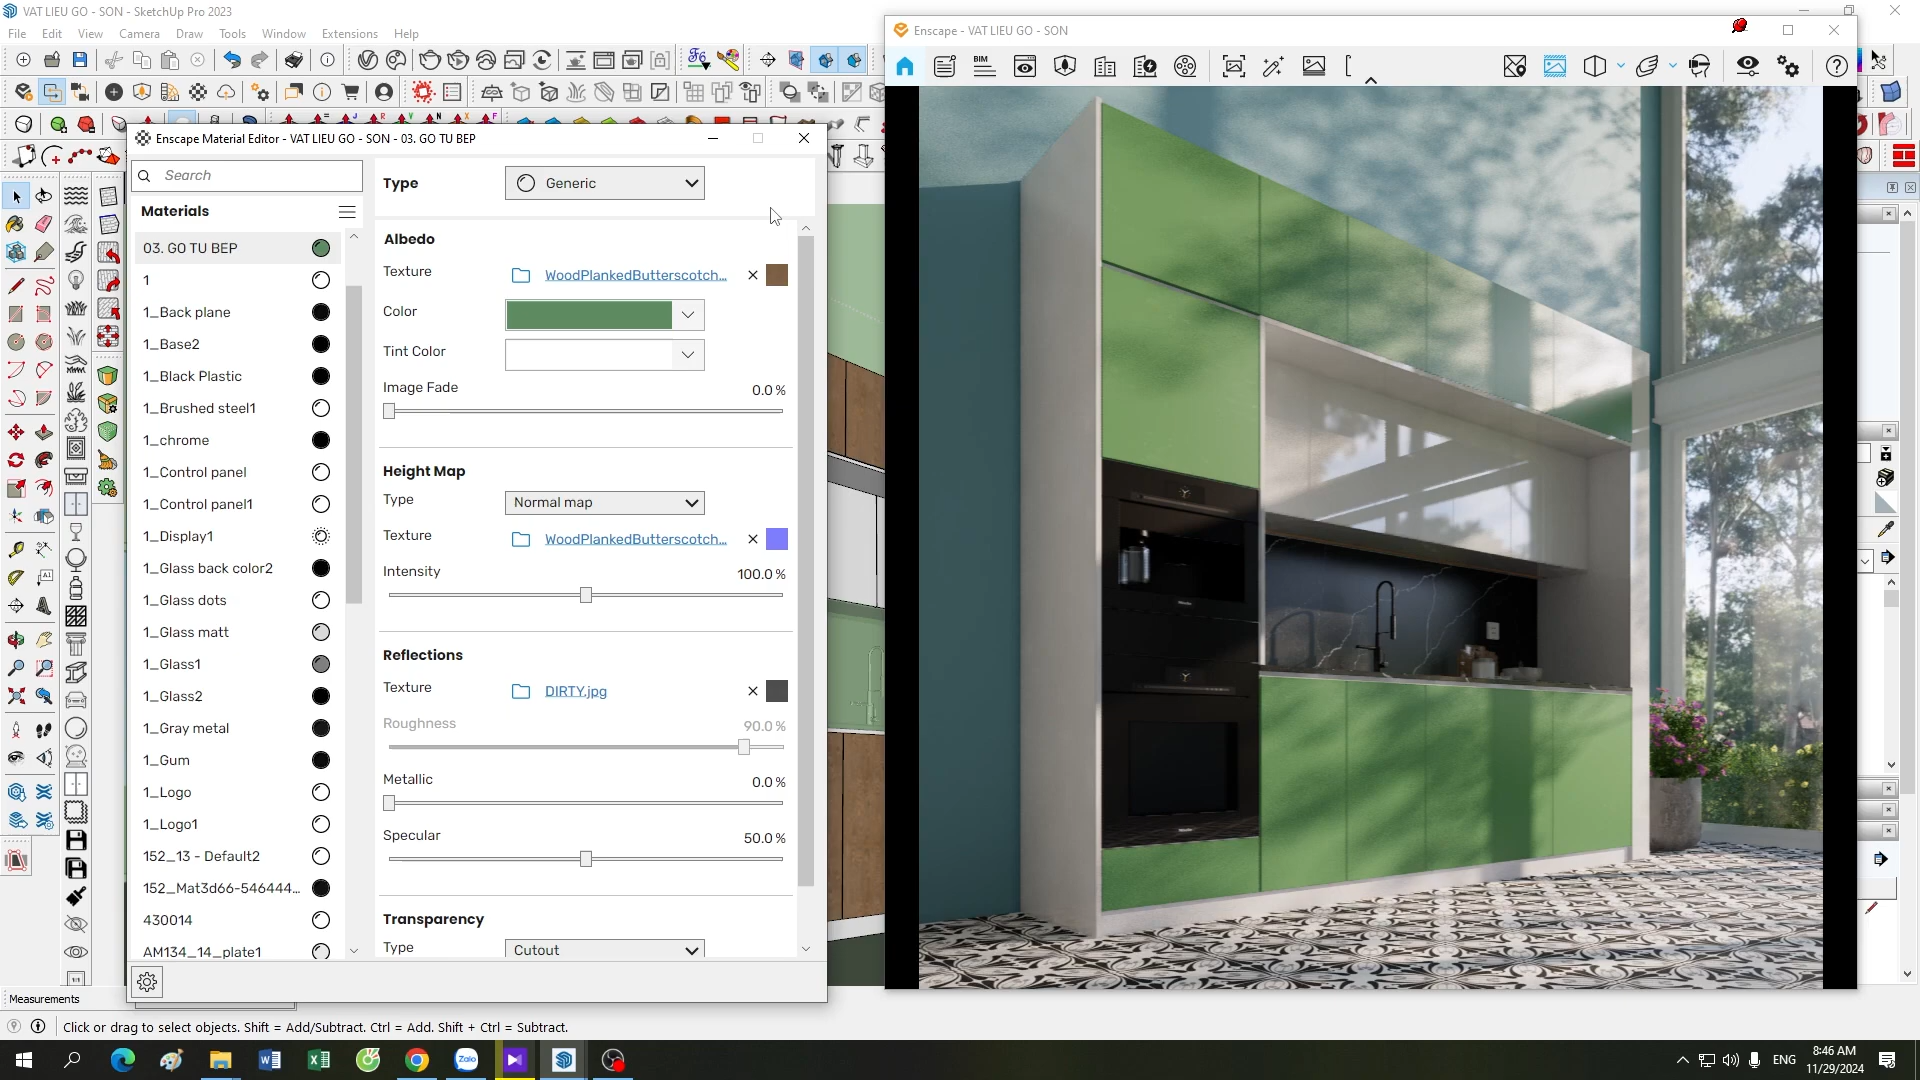 VAT LIEU GO - SON - SketchUp Pro 2023
File Edit View Camera Draw Tools Window Extensions Help
Enscape - VAT LIEU GO - SON
BIM
Enscape Material Editor - VAT LIEU GO - SON - 03. GO TU BEP
Search
Materials
03. GO TU BEP
1
1_Back plane
1_Base2
1_Black Plastic
1_Brushed steel1
1_chrome
1_Control panel
1_Control panel1
1_Display1
1_Glass back color2
1_Glass dots
1_Glass matt
1_Glass1
1_Glass2
1_Gray metal
1_Gum
1_Logo
1_Logo1
152_13 - Default2
152_Mat3d66-546444...
430014
AM134_14_plate1
Type Generic
Albedo
Texture WoodPlankedButterscotch...
Color
Tint Color
Image Fade 0.0 %
Height Map
Type Normal map
Texture WoodPlankedButterscotch...
Intensity 100.0 %
Reflections
Texture DIRTY.jpg
Roughness 90.0 %
Metallic 0.0 %
Specular 50.0 %
Transparency
Type Cutout
Measurements
Click or drag to select objects. Shift = Add/Subtract. Ctrl = Add. Shift + Ctrl = Subtract.
Zalo
ENG
8:46 AM
11/29/2024